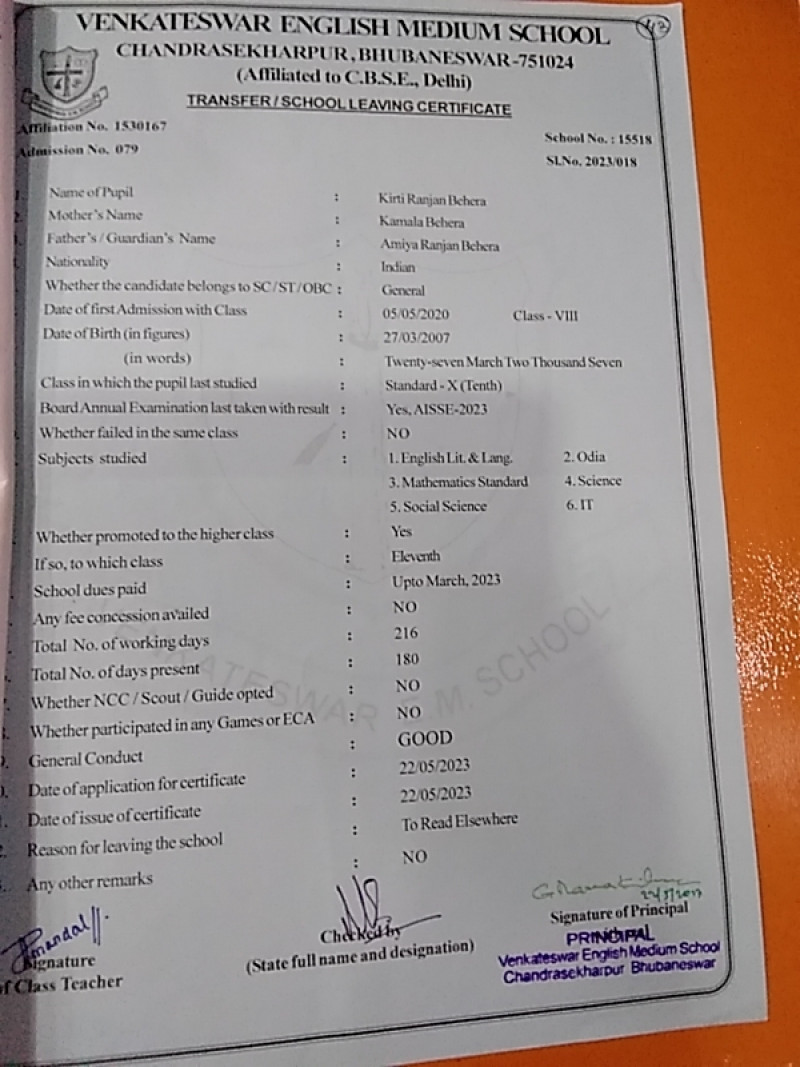 VENKATESWAR ENGLISH MEDIUM SCHOOL
CHANDRASEKHARPUR, BHUBANESWAR-751024
(Affiliated to C.B.S.E., Delhi)
TRANSFER / SCHOOL LEAVING CERTIFICATE
Affiliation No. 1530167
School No. : 15518
Admission No. 079
Sl.No. 2023/018
Name of Pupil : Kirti Ranjan Behera
Mother's Name : Kamala Behera
Father's / Guardian's Name : Amiya Ranjan Behera
Nationality : Indian
Whether the candidate belongs to SC/ST/OBC : General
Date of first Admission with Class : 05/05/2020 Class - VIII
Date of Birth (in figures) : 27/03/2007
(in words) : Twenty-seven March Two Thousand Seven
Class in which the pupil last studied : Standard - X (Tenth)
Board Annual Examination last taken with result : Yes, AISSE-2023
Whether failed in the same class : NO
Subjects studied : 1. English Lit. & Lang. 2. Odia
3. Mathematics Standard 4. Science
5. Social Science 6. IT
Whether promoted to the higher class : Yes
If so, to which class : Eleventh
School dues paid : Upto March, 2023
Any fee concession availed : NO
Total No. of working days : 216
Total No. of days present : 180
Whether NCC / Scout / Guide opted : NO
Whether participated in any Games or ECA : NO
General Conduct : GOOD
Date of application for certificate : 22/05/2023
Date of issue of certificate : 22/05/2023
Reason for leaving the school : To Read Elsewhere
Any other remarks : NO
Signature
of Class Teacher
Checked by
(State full name and designation)
Signature of Principal
PRINCIPAL
Venkateswar English Medium School
Chandrasekharpur Bhubaneswar